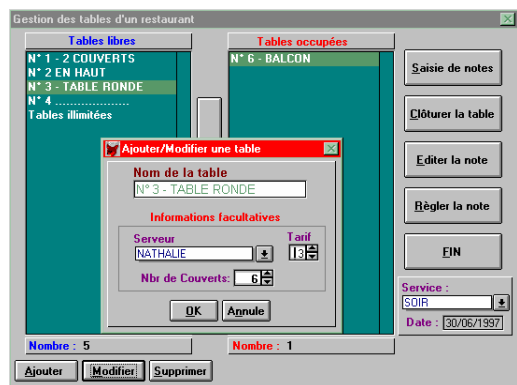 Gestion des tables d'un restaurant
Tables libres
N° 1 - 2 COUVERTS
N° 2 EN HAUT
N° 3 - TABLE RONDE
N° 4 ...................
Tables illimitées
Nombre : 5
Tables occupées
N° 6 - BALCON
Nombre : 1
Ajouter/Modifier une table
Nom de la table
N° 3 - TABLE RONDE
Informations facultatives
Serveur
Tarif
NATHALIE
3
Nbr de Couverts:
6
OK
Annule
Saisie de notes
Clôturer la table
Editer la note
Règler la note
FIN
Service :
SOIR
Date : 30/06/1997
Ajouter
Modifier
Supprimer